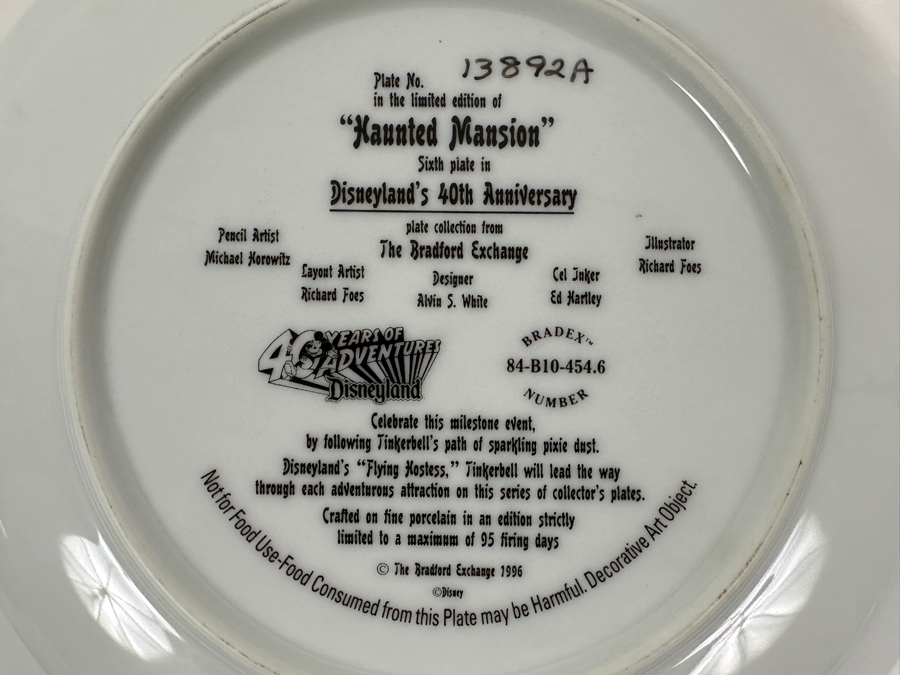 Plate No. 13892A
in the limited edition of
“Haunted Mansion”
Sixth plate in
Disneyland's 40th Anniversary
plate collection from
The Bradford Exchange
Pencil Artist
Michael Horowitz
Layout Artist
Richard Foes
Designer
Alvin S. White
Cel Inker
Ed Hartley
Illustrator
Richard Foes
40 YEARS OF
ADVENTURES
Disneyland
BRADEX™
84-B10-454.6
NUMBER
Celebrate this milestone event,
by following Tinkerbell's path of sparkling pixie dust.
Disneyland's “Flying Hostess,” Tinkerbell will lead the way
through each adventurous attraction on this series of collector's plates.
Crafted on fine porcelain in an edition strictly
limited to a maximum of 95 firing days
© The Bradford Exchange 1996
©Disney
Not for Food Use-Food Consumed from this Plate may be Harmful. Decorative Art Object.